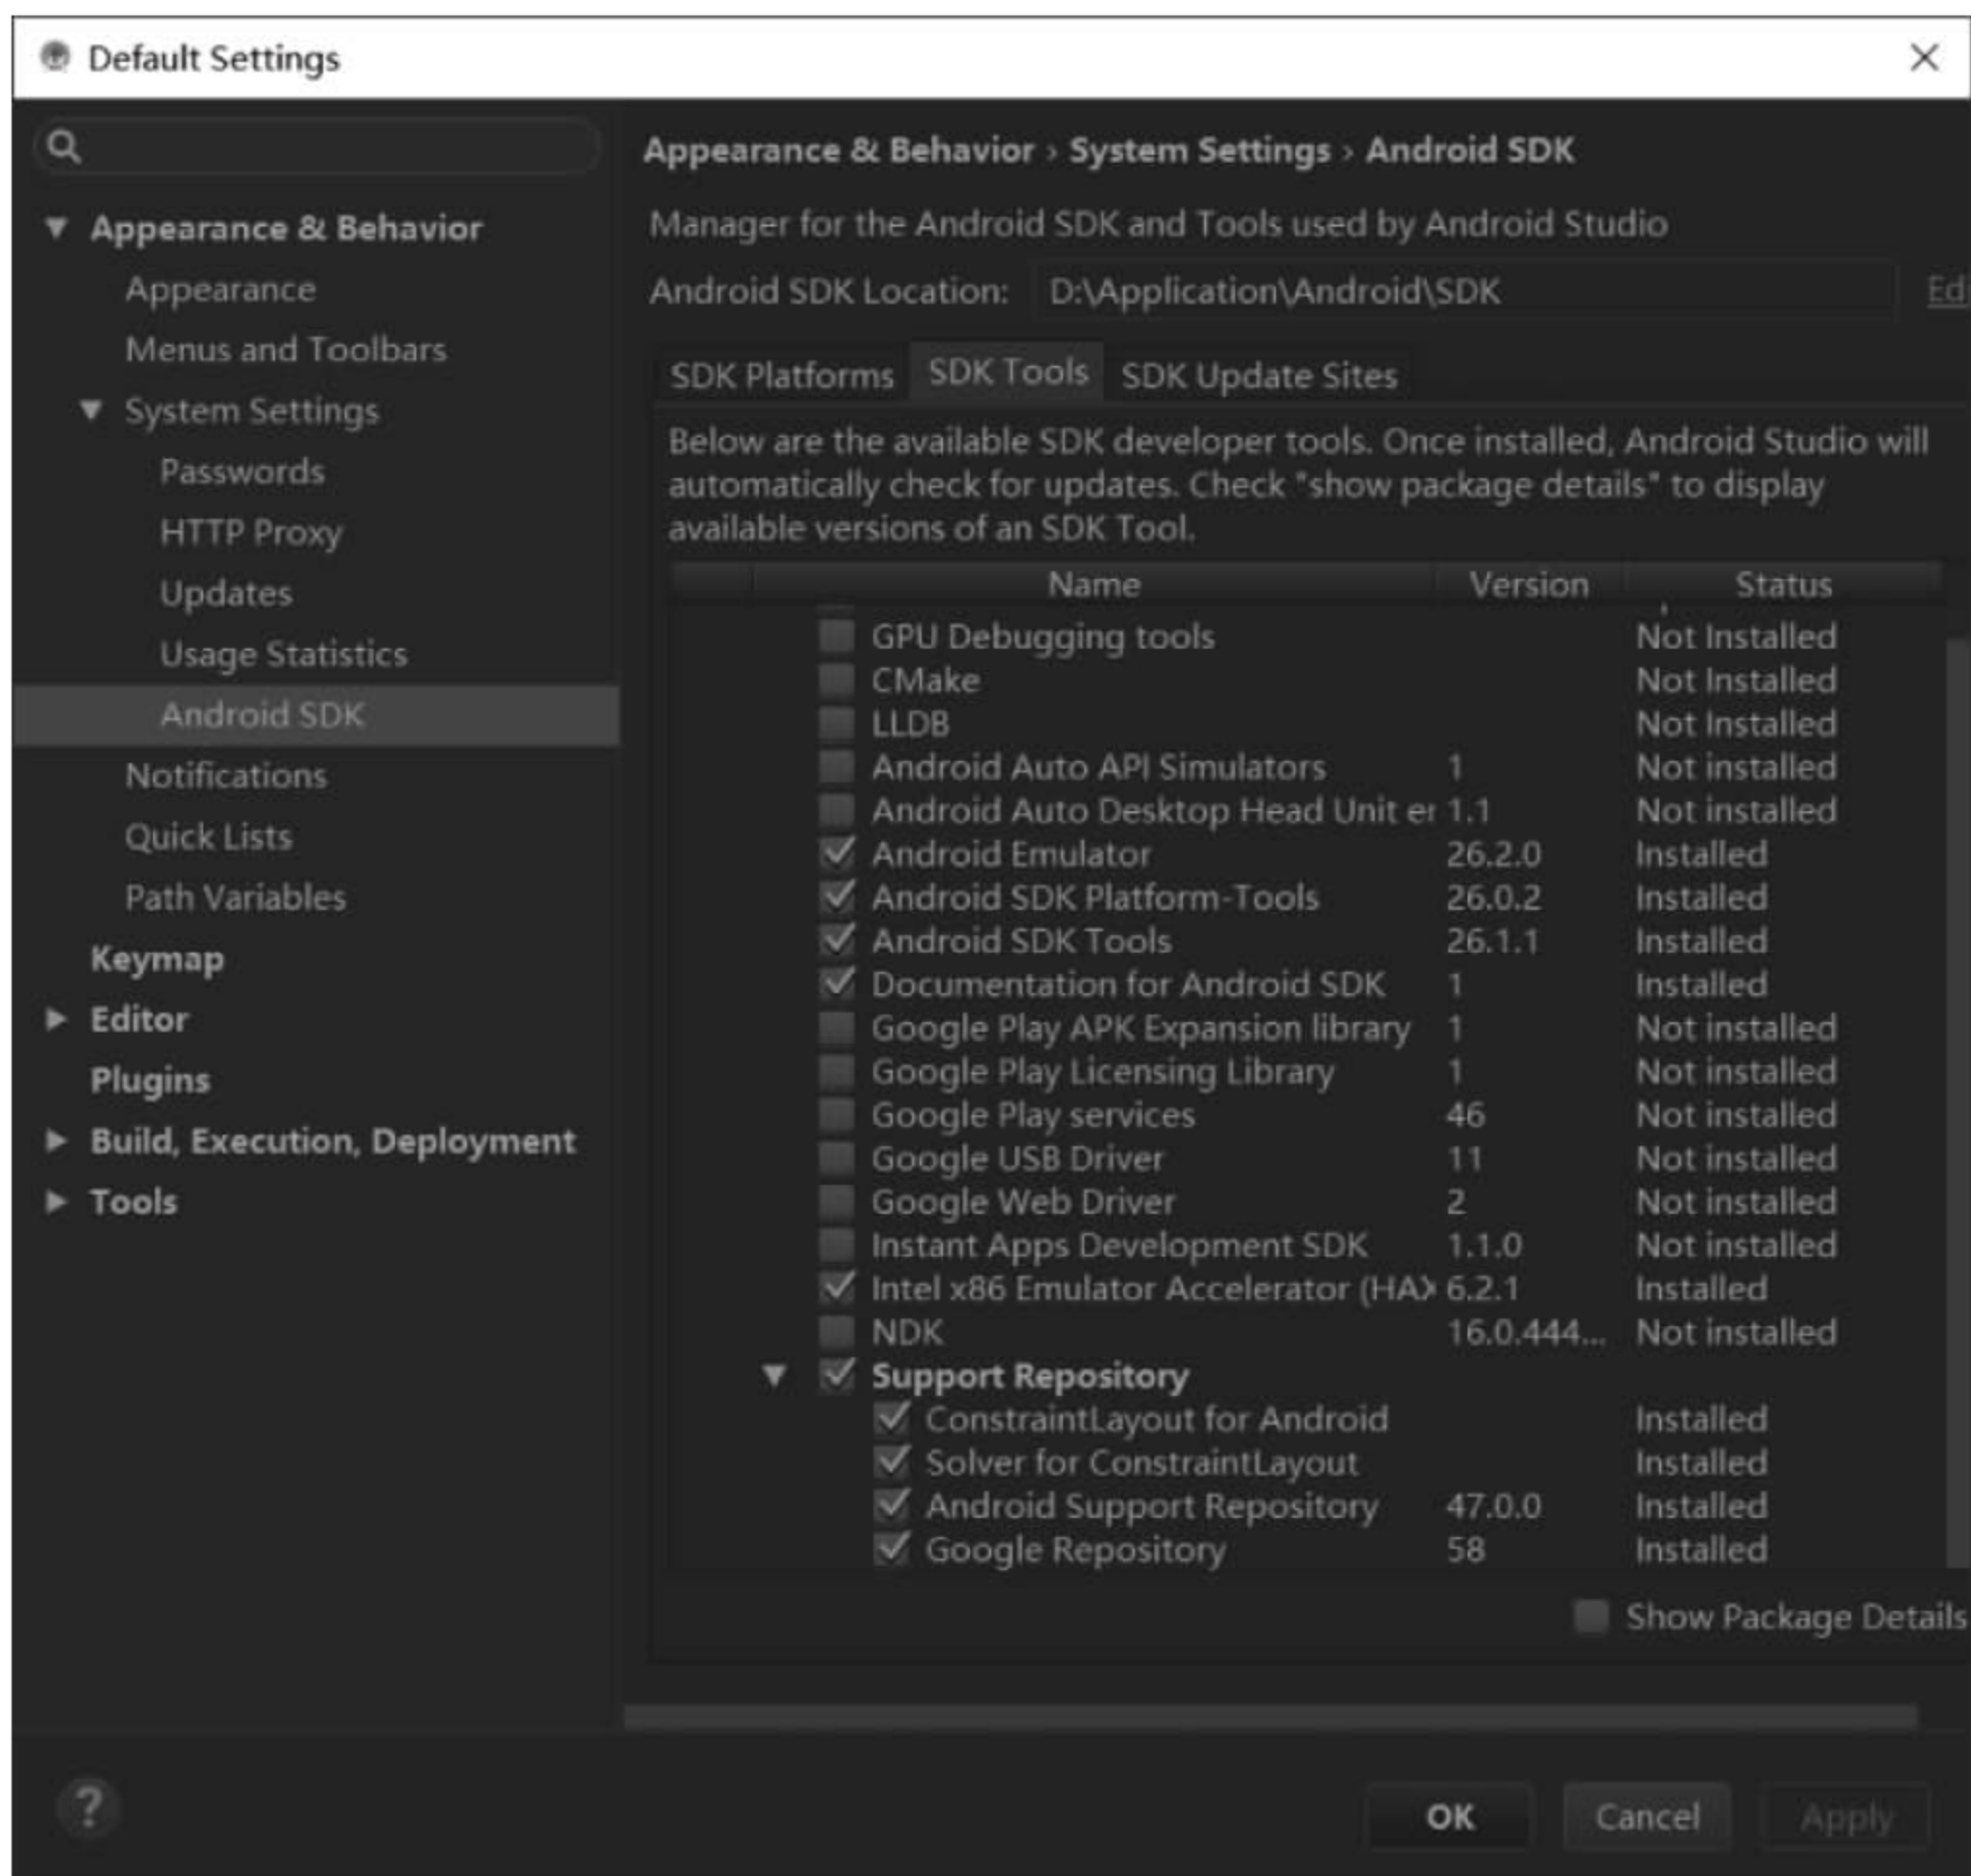 Default Settings
Appearance & Behavior
Appearance
Menus and Toolbars
System Settings
Passwords
HTTP Proxy
Updates
Usage Statistics
Android SDK
Notifications
Quick Lists
Path Variables
Keymap
Editor
Plugins
Build, Execution, Deployment
Tools
Appearance & Behavior › System Settings › Android SDK
Manager for the Android SDK and Tools used by Android Studio
Android SDK Location: D:\Application\Android\SDK Ed
SDK Platforms SDK Tools SDK Update Sites
Below are the available SDK developer tools. Once installed, Android Studio will
automatically check for updates. Check "show package details" to display
available versions of an SDK Tool.
Name Version Status
GPU Debugging tools Not Installed
CMake Not Installed
LLDB Not Installed
Android Auto API Simulators 1 Not installed
Android Auto Desktop Head Unit er 1.1 Not installed
Android Emulator 26.2.0 Installed
Android SDK Platform-Tools 26.0.2 Installed
Android SDK Tools 26.1.1 Installed
Documentation for Android SDK 1 Installed
Google Play APK Expansion library 1 Not installed
Google Play Licensing Library 1 Not installed
Google Play services 46 Not installed
Google USB Driver 11 Not installed
Google Web Driver 2 Not installed
Instant Apps Development SDK 1.1.0 Not installed
Intel x86 Emulator Accelerator (HAX 6.2.1 Installed
NDK 16.0.444... Not installed
Support Repository
ConstraintLayout for Android Installed
Solver for ConstraintLayout Installed
Android Support Repository 47.0.0 Installed
Google Repository 58 Installed
Show Package Details
? OK Cancel Apply